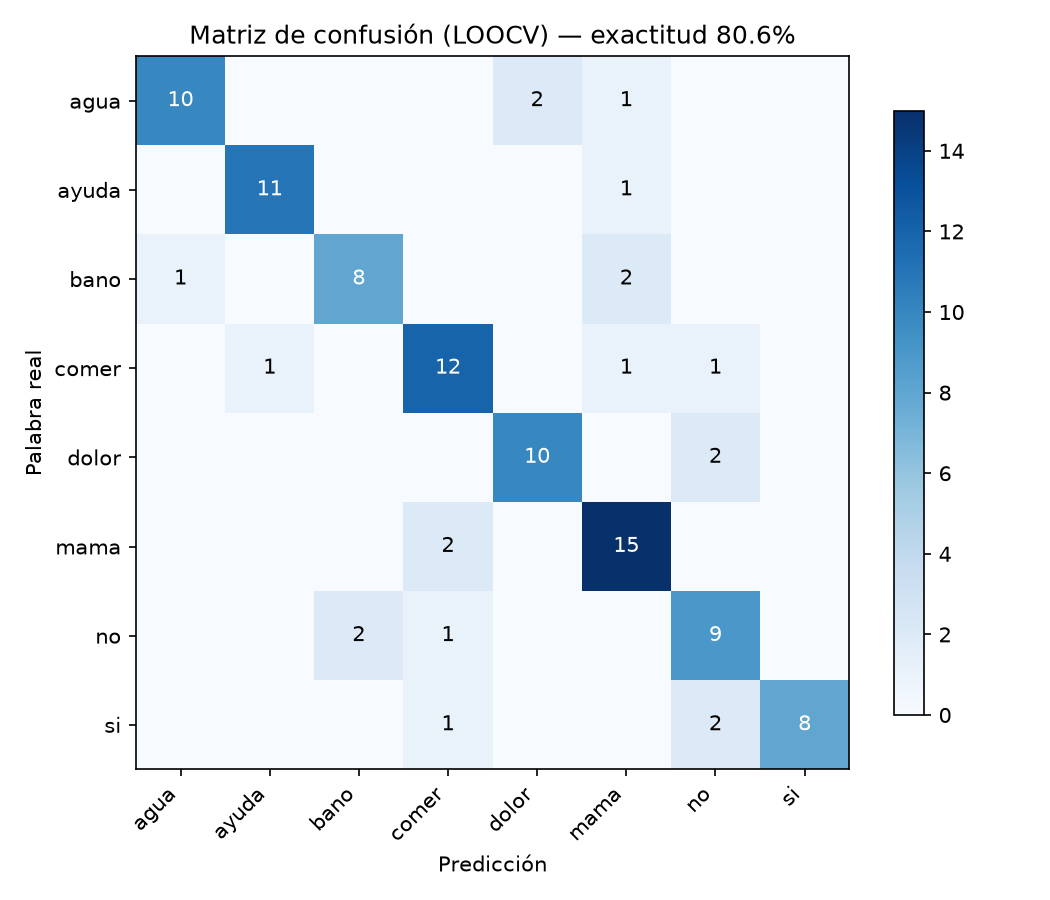 Matriz de confusión (LOOCV) — exactitud 80.6%
agua 10 2 1
ayuda 11 1
bano 1 8 2
comer 1 12 1 1
dolor 10 2
mama 2 15
no 2 1 9
si 1 2 8
Palabra real
agua ayuda bano comer dolor mama no si
Predicción
14
12
10
8
6
4
2
0